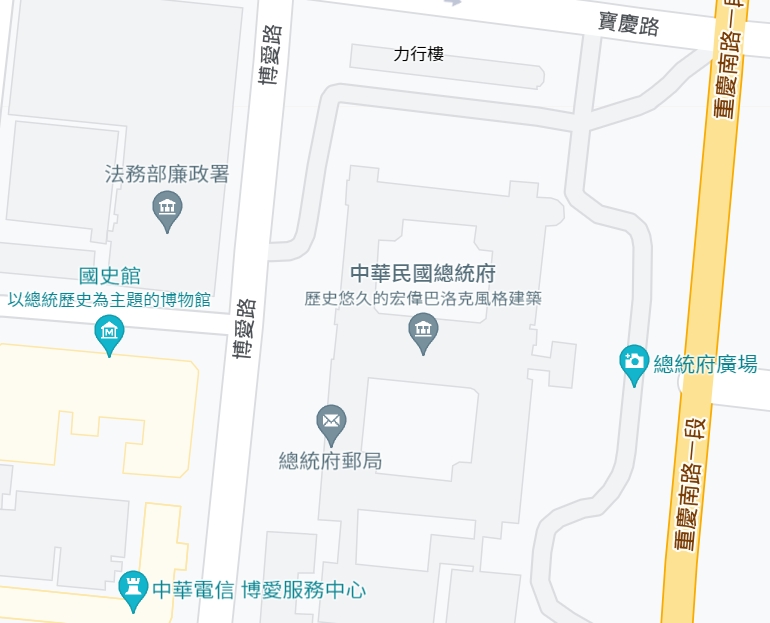 寶慶路
博愛路
力行樓
重慶南路一段
法務部廉政署
國史館
以總統歷史為主題的博物館
中華民國總統府
歷史悠久的宏偉巴洛克風格建築
博愛路
總統府廣場
總統府郵局
重慶南路一段
中華電信 博愛服務中心